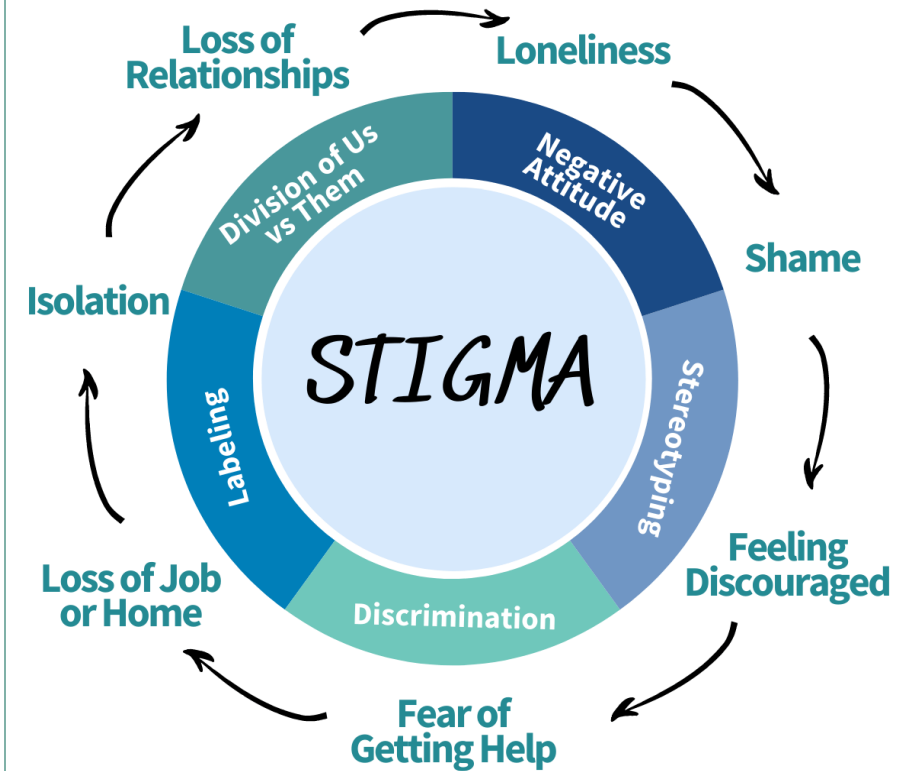 Loss of
Relationships
Loneliness
Shame
Feeling
Discouraged
Fear of
Getting Help
Loss of Job
or Home
Isolation
Division of Us
vs Them
Negative
Attitude
Stereotyping
Discrimination
Labeling
STIGMA